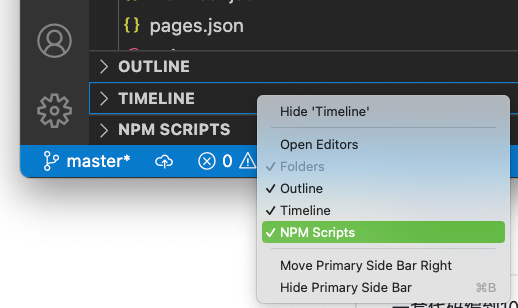 {} pages.json
OUTLINE
TIMELINE
NPM SCRIPTS
master*
0
Hide 'Timeline'
Open Editors
Folders
Outline
Timeline
NPM Scripts
Move Primary Side Bar Right
Hide Primary Side Bar ⌘B